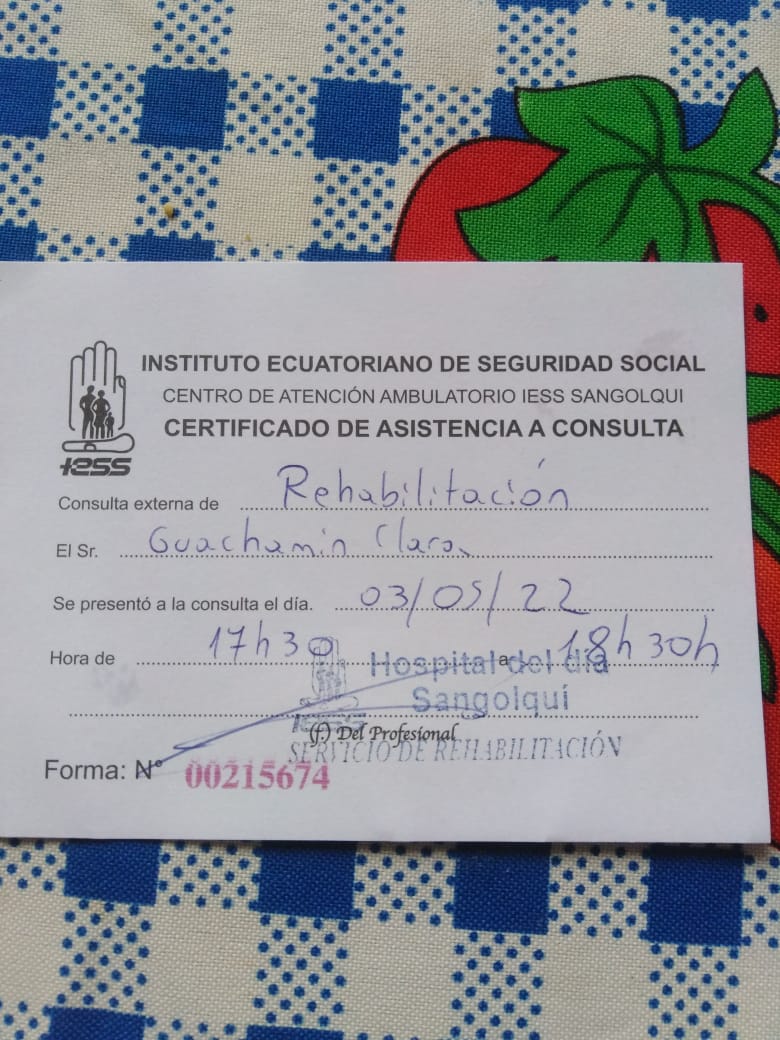 INSTITUTO ECUATORIANO DE SEGURIDAD SOCIAL
CENTRO DE ATENCIÓN AMBULATORIO IESS SANGOLQUI
CERTIFICADO DE ASISTENCIA A CONSULTA
IESS
Consulta externa de Rehabilitación
El Sr. Guachamin Clara
Se presentó a la consulta el día. 03/05/22
Hora de 17h30 a 18h30h
Hospital del día
Sangolquí
IESS
(f.) Del Profesional
SERVICIO DE REHABILITACIÓN
Forma: Nº 00215674